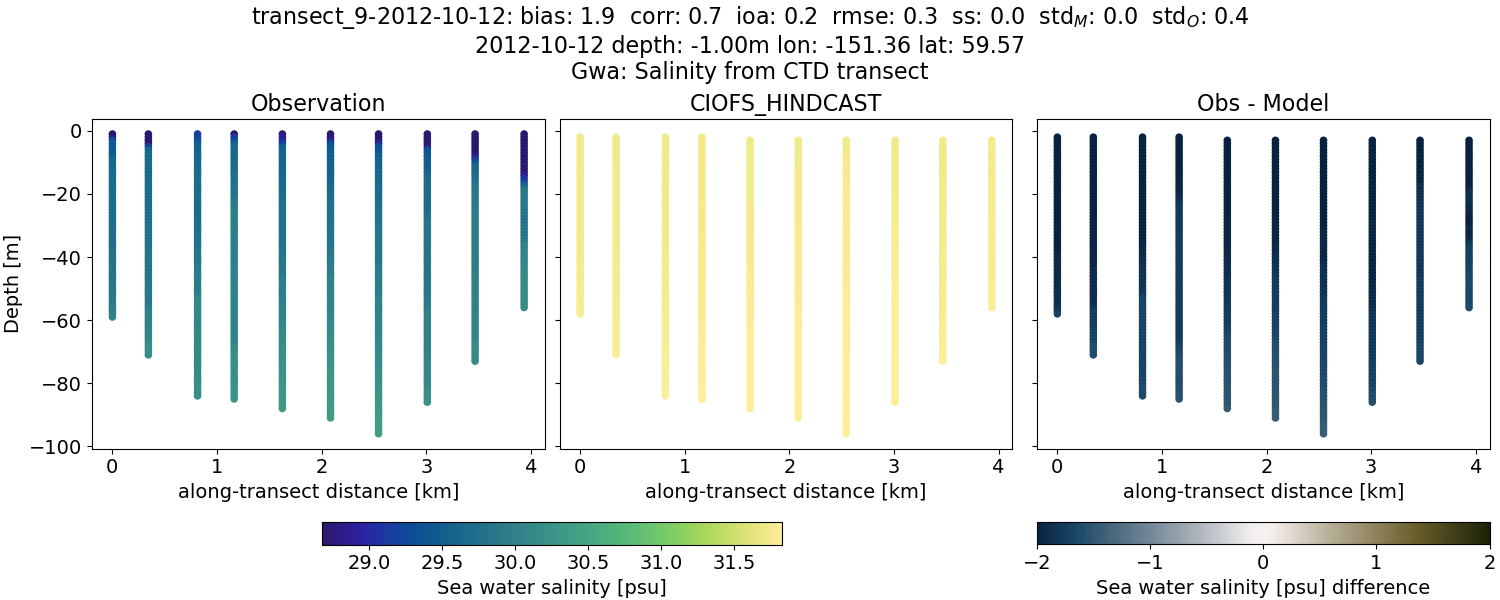 transect_9-2012-10-12: bias: 1.9 corr: 0.7 ioa: 0.2 rmse: 0.3 ss: 0.0 std_M: 0.0 std_O: 0.4
2012-10-12 depth: -1.00m lon: -151.36 lat: 59.57
Gwa: Salinity from CTD transect
Observation
CIOFS_HINDCAST
Obs - Model
Depth [m]
0
−20
−40
−60
−80
−100
0 1 2 3 4
0 1 2 3 4
0 1 2 3 4
along-transect distance [km]
along-transect distance [km]
along-transect distance [km]
29.0 29.5 30.0 30.5 31.0 31.5
Sea water salinity [psu]
−2 −1 0 1 2
Sea water salinity [psu] difference